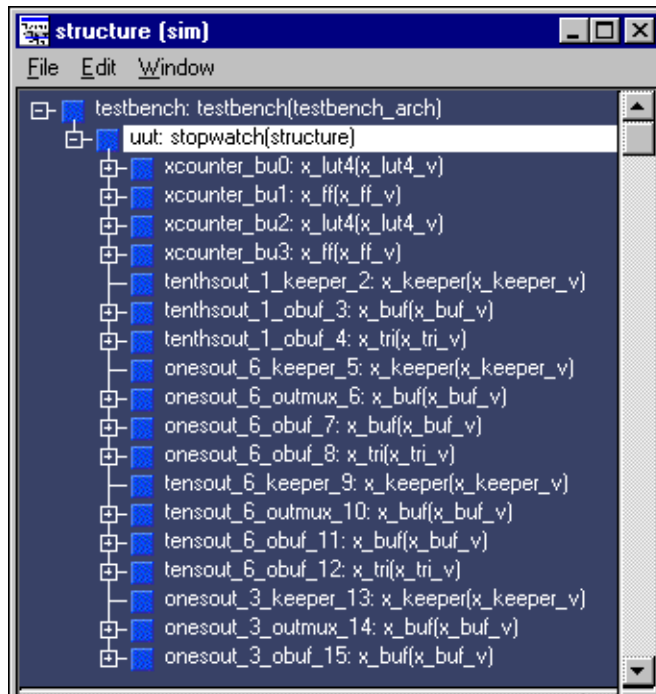 structure (sim)
File Edit Window
testbench: testbench(testbench_arch)
uut: stopwatch(structure)
xcounter_bu0: x_lut4(x_lut4_v)
xcounter_bu1: x_ff(x_ff_v)
xcounter_bu2: x_lut4(x_lut4_v)
xcounter_bu3: x_ff(x_ff_v)
tenthsout_1_keeper_2: x_keeper(x_keeper_v)
tenthsout_1_obuf_3: x_buf(x_buf_v)
tenthsout_1_obuf_4: x_tri(x_tri_v)
onesout_6_keeper_5: x_keeper(x_keeper_v)
onesout_6_outmux_6: x_buf(x_buf_v)
onesout_6_obuf_7: x_buf(x_buf_v)
onesout_6_obuf_8: x_tri(x_tri_v)
tensout_6_keeper_9: x_keeper(x_keeper_v)
tensout_6_outmux_10: x_buf(x_buf_v)
tensout_6_obuf_11: x_buf(x_buf_v)
tensout_6_obuf_12: x_tri(x_tri_v)
onesout_3_keeper_13: x_keeper(x_keeper_v)
onesout_3_outmux_14: x_buf(x_buf_v)
onesout_3_obuf_15: x_buf(x_buf_v)